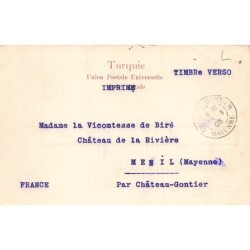 Turquie
TIMBRe VERSO
Union Postale Universelle
IMPRIME
Madame la Vicomtesse de Biré
Château de la Rivière
MENIL (Mayenne)
FRANCE
Par Château-Gontier
MAYENNE